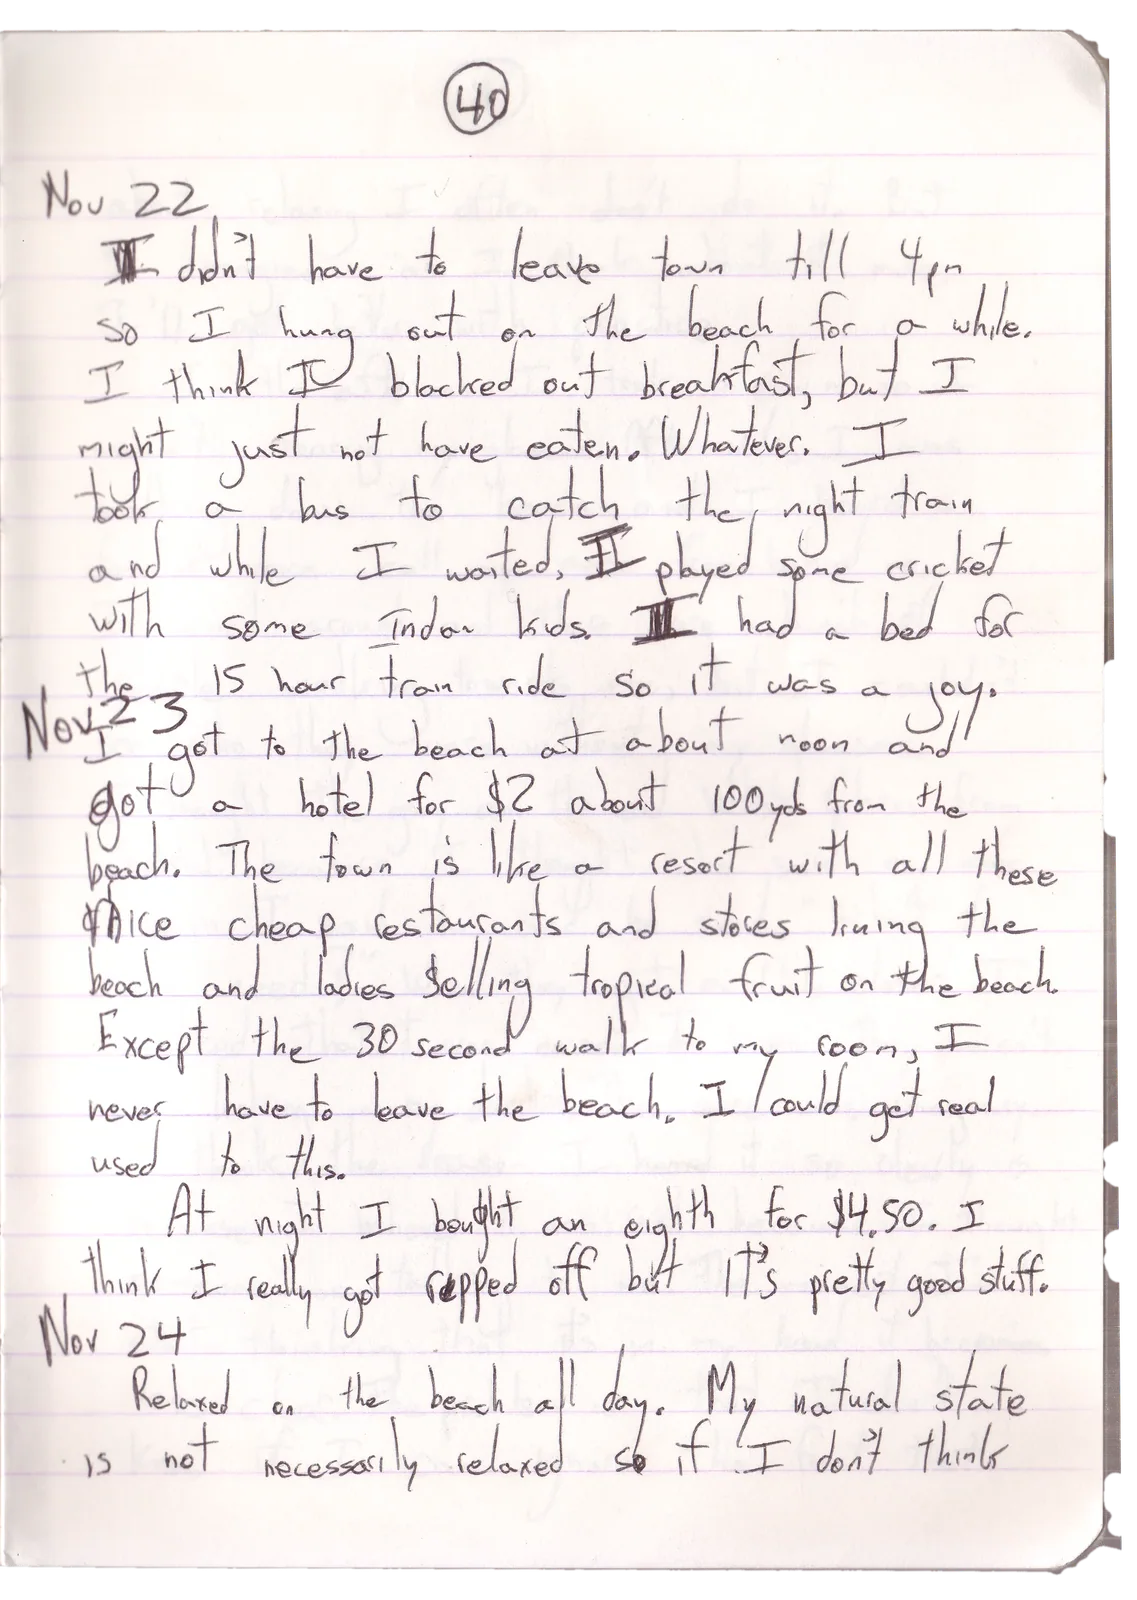 40
Nov 22
I didn't have to leave town till 4pm
so I hung out on the beach for a while.
I think I blacked out breakfast, but I
might just not have eaten. Whatever. I
took a bus to catch the night train
and while I waited, I played some cricket
with some Indan kids. I had a bed for
the 15 hour train ride so it was a joy.
Nov 23
I got to the beach at about noon and
got a hotel for $2 about 100yds from the
beach. The town is like a resort with all these
nice cheap restaurants and stores lining the
beach and ladies selling tropical fruit on the beach.
Except the 30 second walk to my room, I
never have to leave the beach. I could get real
used to this.
At night I bought an eighth for $4.50. I
think I really got ripped off but it's pretty good stuff.
Nov 24
Relaxed on the beach all day. My natural state
is not necessarily relaxed so if I don't think